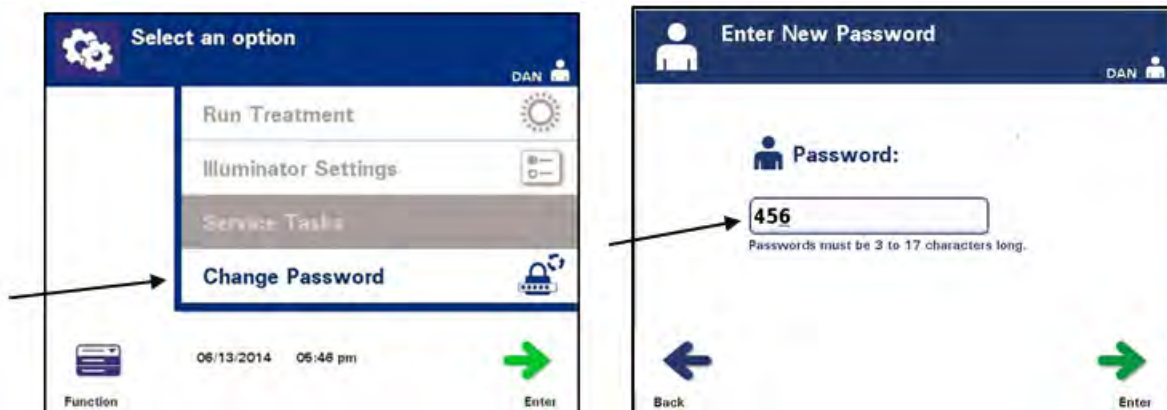 Select an option
DAN
Run Treatment
Illuminator Settings
Service Tasks
Change Password
06/13/2014 05:46 pm
Function
Enter
Enter New Password
DAN
Password:
456
Passwords must be 3 to 17 characters long.
Back
Enter